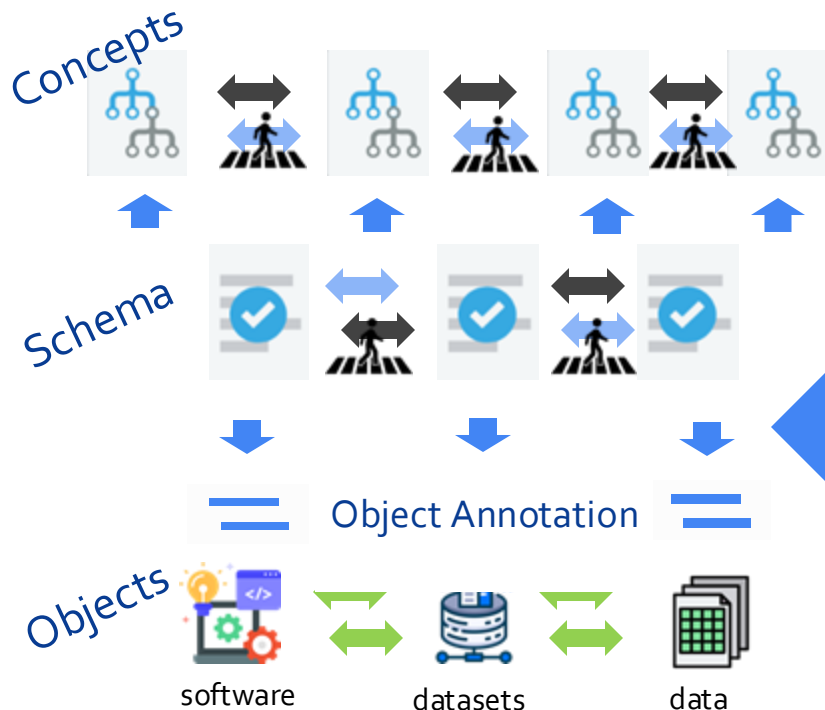 Concepts
Schema
Object Annotation
Objects
</>
software
datasets
data